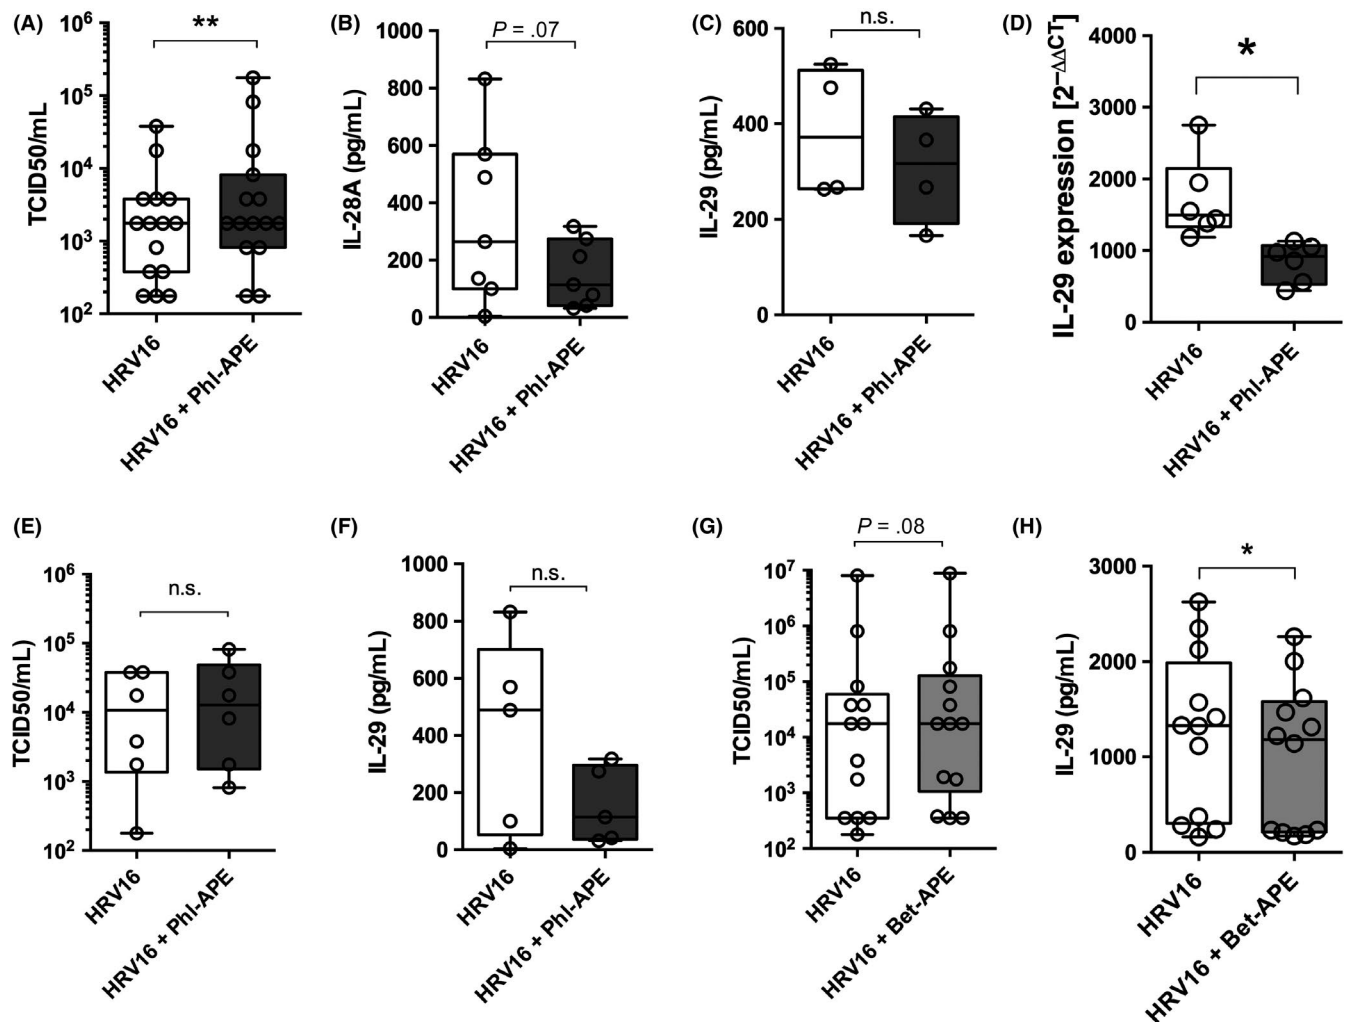 (A)
**
10⁶
10⁵
10⁴
10³
10²
TCID50/mL
HRV16
HRV16 + Phl-APE
(B)
P = .07
1000
800
600
400
200
0
IL-28A (pg/mL)
HRV16
HRV16 + Phl-APE
(C)
n.s.
600
400
200
0
IL-29 (pg/mL)
HRV16
HRV16 + Phl-APE
(D)
*
4000
3000
2000
1000
0
IL-29 expression [2^−ΔΔCT]
HRV16
HRV16 + Phl-APE
(E)
n.s.
10⁶
10⁵
10⁴
10³
10²
TCID50/mL)
HRV16
HRV16 + Phl-APE
(F)
n.s.
1000
800
600
400
200
0
IL-29 (pg/mL)
HRV16
HRV16 + Phl-APE
(G)
P = .08
10⁷
10⁶
10⁵
10⁴
10³
10²
TCID50/mL)
HRV16
HRV16 + Bet-APE
(H)
*
3000
2000
1000
0
IL-29 (pg/mL)
HRV16
HRV16 + Bet-APE